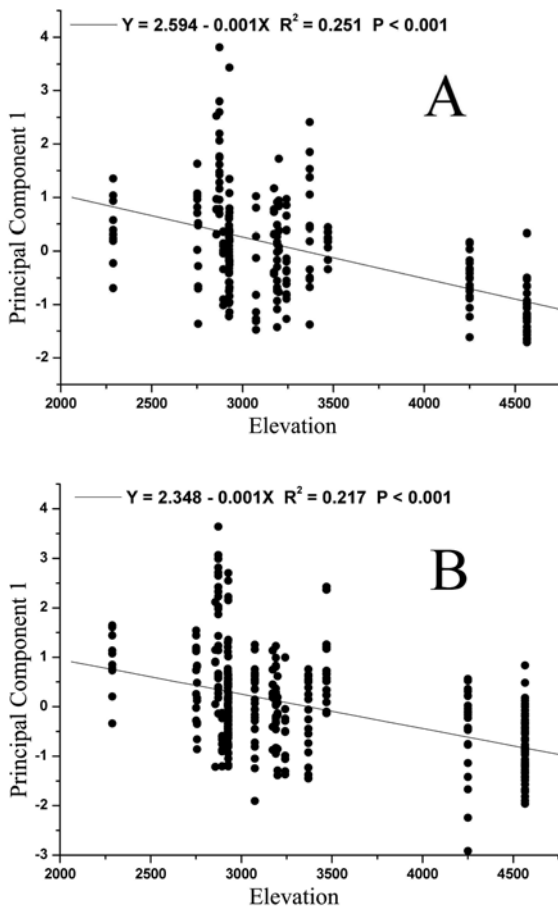 Y = 2.594 - 0.001X R² = 0.251 P < 0.001
A
4
3
2
1
0
-1
-2
Principal Component 1
2000 2500 3000 3500 4000 4500
Elevation
Y = 2.348 - 0.001X R² = 0.217 P < 0.001
B
4
3
2
1
0
-1
-2
-3
Principal Component 1
2000 2500 3000 3500 4000 4500
Elevation